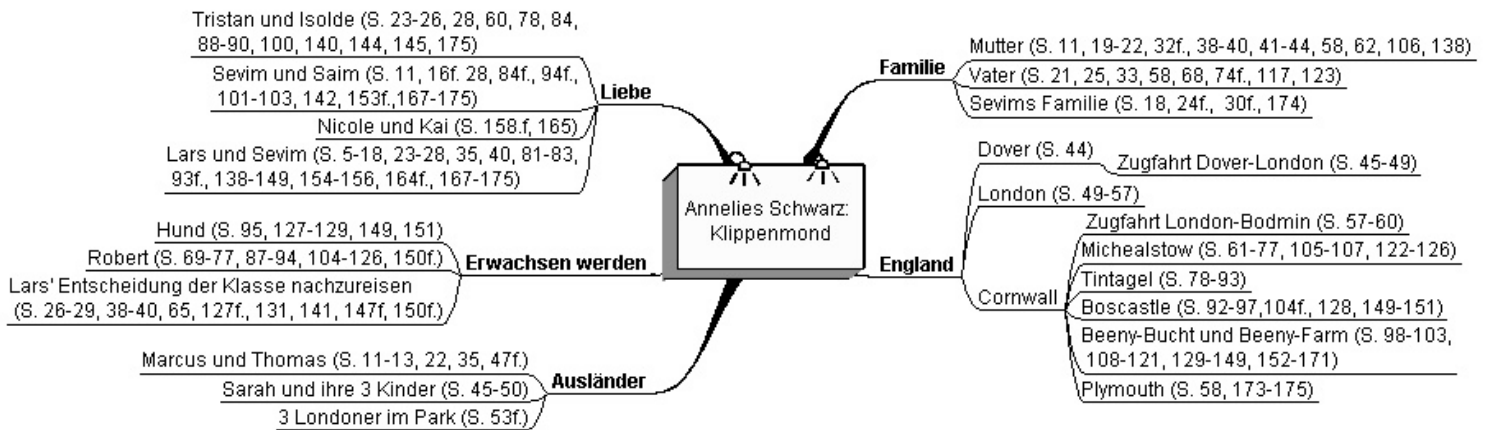 Annelies Schwarz:
Klippenmond
Liebe
Tristan und Isolde (S. 23-26, 28, 60, 78, 84,
88-90, 100, 140, 144, 145, 175)
Sevim und Saim (S. 11, 16f. 28, 84f., 94f.,
101-103, 142, 153f.,167-175)
Nicole und Kai (S. 158.f, 165)
Lars und Sevim (S. 5-18, 23-28, 35, 40, 81-83,
93f., 138-149, 154-156, 164f., 167-175)
Erwachsen werden
Hund (S. 95, 127-129, 149, 151)
Robert (S. 69-77, 87-94, 104-126, 150f.)
Lars' Entscheidung der Klasse nachzureisen
(S. 26-29, 38-40, 65, 127f., 131, 141, 147f, 150f.)
Ausländer
Marcus und Thomas (S. 11-13, 22, 35, 47f.)
Sarah und ihre 3 Kinder (S. 45-50)
3 Londoner im Park (S. 53f.)
Familie
Mutter (S. 11, 19-22, 32f., 38-40, 41-44, 58, 62, 106, 138)
Vater (S. 21, 25, 33, 58, 68, 74f., 117, 123)
Sevims Familie (S. 18, 24f., 30f., 174)
England
Dover (S. 44)
Zugfahrt Dover-London (S. 45-49)
London (S. 49-57)
Cornwall
Zugfahrt London-Bodmin (S. 57-60)
Michealstow (S. 61-77, 105-107, 122-126)
Tintagel (S. 78-93)
Boscastle (S. 92-97,104f., 128, 149-151)
Beeny-Bucht und Beeny-Farm (S. 98-103,
108-121, 129-149, 152-171)
Plymouth (S. 58, 173-175)